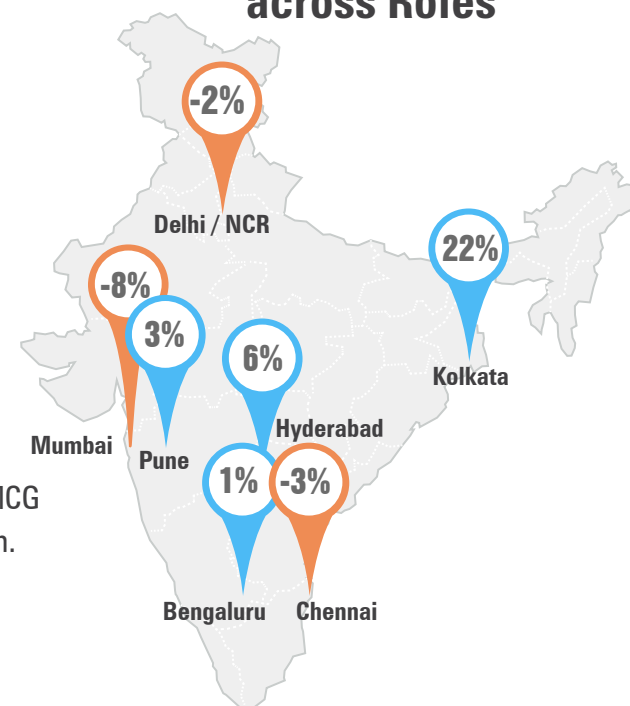 across Roles
-2%
Delhi / NCR
22%
-8%
3%
6%
Kolkata
Hyderabad
Mumbai
Pune
1%
-3%
Bengaluru
Chennai